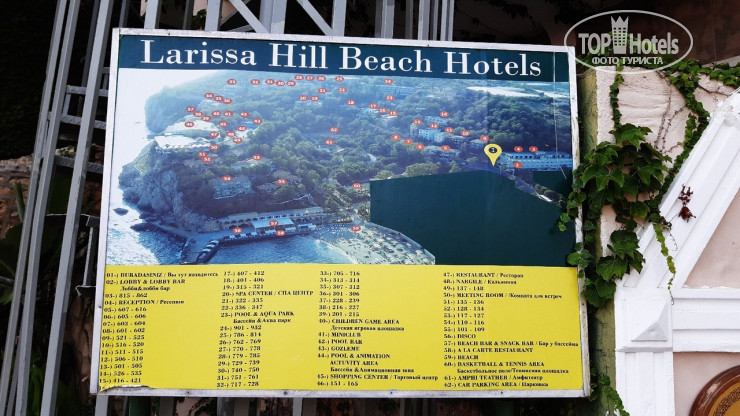 TOPHotels
ФОТО ТУРИСТА
Larissa Hill Beach Hotels
01-) BURADASINIZ / Вы тут находитесь
02-) LOBBY & LOBBY BAR
Лобби&лобби бар
03-) 815 - 862
04-) RECEPTION / Ресепшн
05-) 607 - 616
06-) 605 - 606
07-) 603 - 604
08-) 601 - 602
09-) 521 - 525
10-) 516 - 520
11-) 511 - 515
12-) 506 - 510
13-) 501 - 505
14-) 526 - 535
15-) 416 - 421
17-) 407 - 412
18-) 401 - 406
19-) 315 - 321
20-) SPA CENTER / СПА ЦЕНТР
21-) 322 - 335
22-) 336 - 347
23-) POOL & AQUA PARK
Бассейн&Аква парк
24-) 901 - 932
25-) 786 - 814
26-) 762 - 769
27-) 770 - 778
28-) 779 - 785
29-) 729 - 739
30-) 740 - 750
31-) 751 - 761
32-) 717 - 728
33-) 705 - 716
34-) 313 - 314
35-) 307 - 312
36-) 301 - 306
37-) 228 - 239
38-) 216 - 227
39-) 201 - 215
40-) CHILDREN GAME AREA
Детская игровая площадка
41-) MINICLUB
42-) POOL BAR
43-) GOZLEME
44-) POOL & ANIMATION
ACTUVITY AREA
Бассейн&Анимационная зона
45-) SHOPPING CENTER / Торговый центр
46-) 151 - 165
47-) RESTAURANT / Ресторан
48-) NARGILE / Кальянная
49-) 137 - 148
50-) MEETING ROOM / Комната для встреч
51-) 135 - 136
52-) 128 - 134
53-) 117 - 127
54-) 110 - 116
55-) 101 - 109
56-) DISCO
57-) BEACH BAR & SNACK BAR / Бар у бассейна
58-) A LA CARTE RESTAURANT
59-) BEACH
60-) BASKETBALL & TENNIS AREA
Баскетбольное поле/Теннисная площадка
61-) AMPHI TEATHER / Амфитеатр
62-) CAR PARKING AREA / Парковка